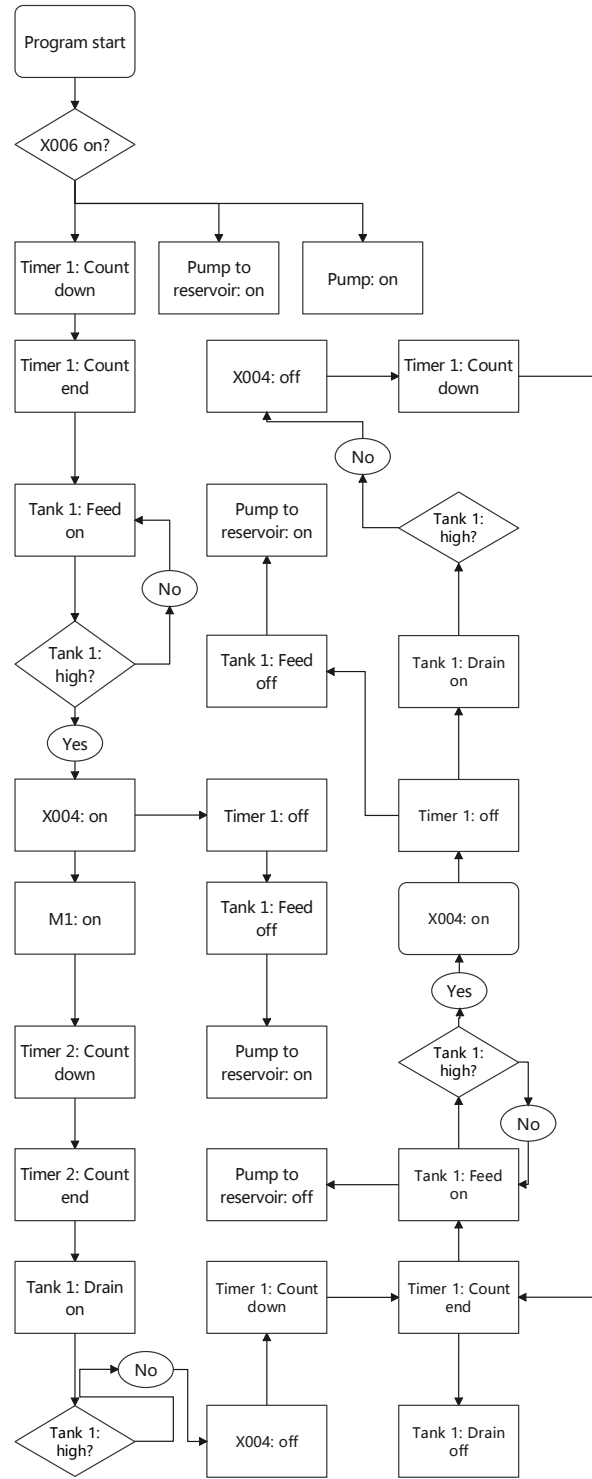 Program start
X006 on?
Timer 1: Count
down
Pump to
reservoir: on
Pump: on
Timer 1: Count
end
X004: off
Timer 1: Count
down
No
Tank 1: Feed
on
Pump to
reservoir: on
Tank 1:
high?
No
Tank 1:
high?
Tank 1: Feed
off
Tank 1: Drain
on
Yes
X004: on
Timer 1: off
Timer 1: off
M1: on
Tank 1: Feed
off
X004: on
Yes
Timer 2: Count
down
Pump to
reservoir: on
Tank 1:
high?
No
Timer 2: Count
end
Pump to
reservoir: off
Tank 1: Feed
on
Tank 1: Drain
on
Timer 1: Count
down
Timer 1: Count
end
No
Tank 1:
high?
X004: off
Tank 1: Drain
off